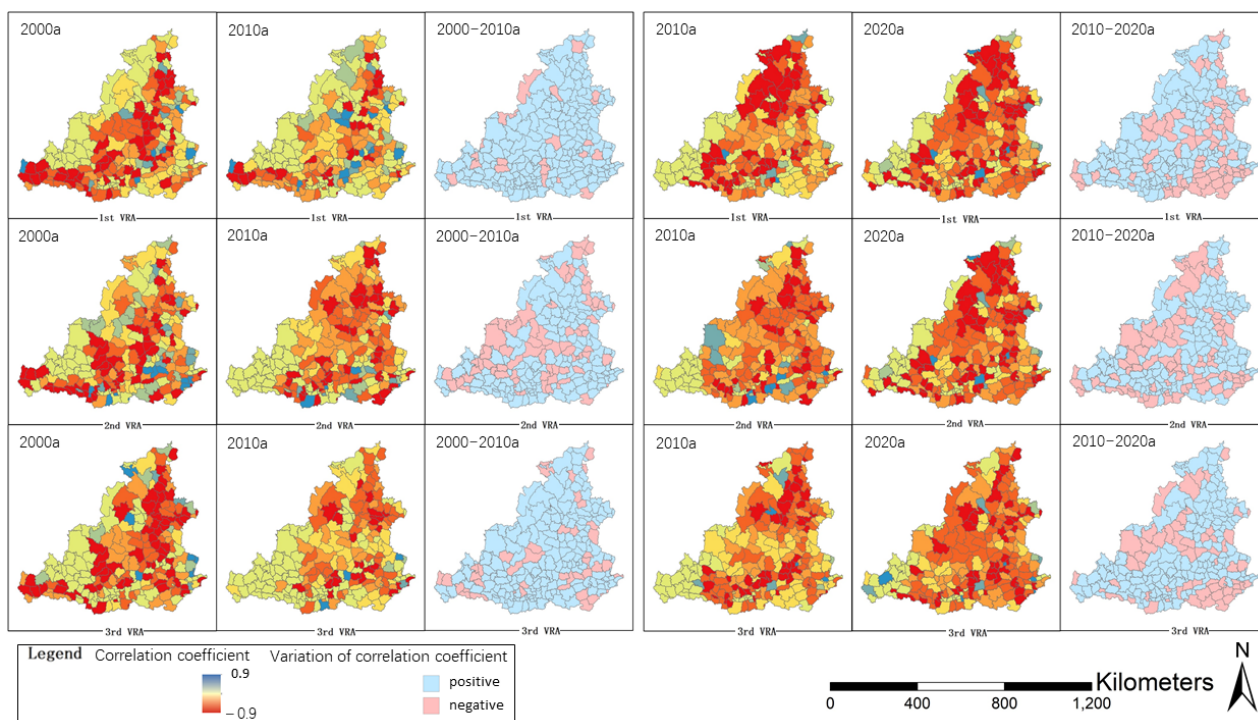 2000a 2010a 2000-2010a 2010a 2020a 2010-2020a
1st VRA 1st VRA 1st VRA 1st VRA 1st VRA 1st VRA
2000a 2010a 2000-2010a 2010a 2020a 2010-2020a
2nd VRA 2nd VRA 2nd VRA 2nd VRA 2nd VRA 2nd VRA
2000a 2010a 2000-2010a 2010a 2020a 2010-2020a
3rd VRA 3rd VRA 3rd VRA 3rd VRA 3rd VRA 3rd VRA
Legend Correlation coefficient Variation of correlation coefficient
0.9
-0.9
positive
negative
Kilometers
0 400 800 1,200
N